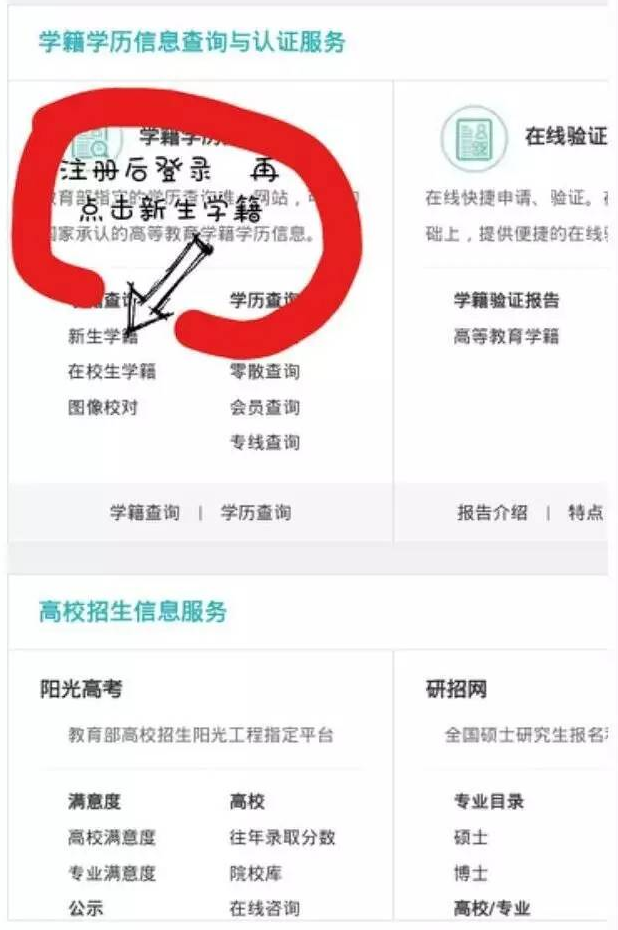 学籍学历信息查询与认证服务
学籍学历
注册后登录 再
点击新生学籍
教育部指定的学历查询唯一网站，
国家承认的高等教育学籍学历信息。
学籍查询
学历查询
新生学籍
在校生学籍
零散查询
图像校对
会员查询
专线查询
学籍查询 | 学历查询
在线验证
在线快捷申请、验证。
础上，提供便捷的在线
学籍验证报告
高等教育学籍
报告介绍 | 特点
高校招生信息服务
阳光高考
教育部高校招生阳光工程指定平台
满意度
高校
高校满意度
往年录取分数
专业满意度
院校库
公示
在线咨询
研招网
全国硕士研究生报名
专业目录
硕士
博士
高校/专业